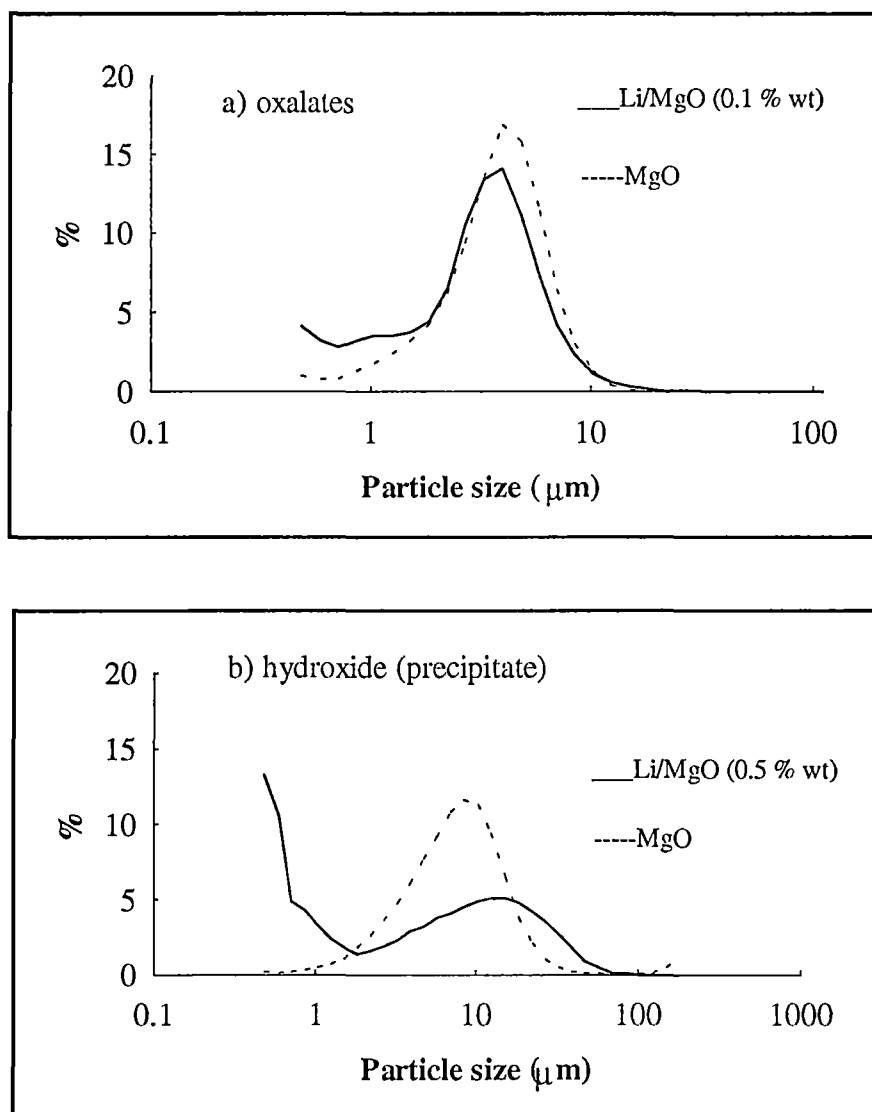 a) oxalates
___Li/MgO (0.1 % wt)
-----MgO
20
15
10
5
0
%
0.1 1 10 100
Particle size (μm)
b) hydroxide (precipitate)
___Li/MgO (0.5 % wt)
-----MgO
20
15
10
5
0
%
0.1 1 10 100 1000
Particle size (μm)